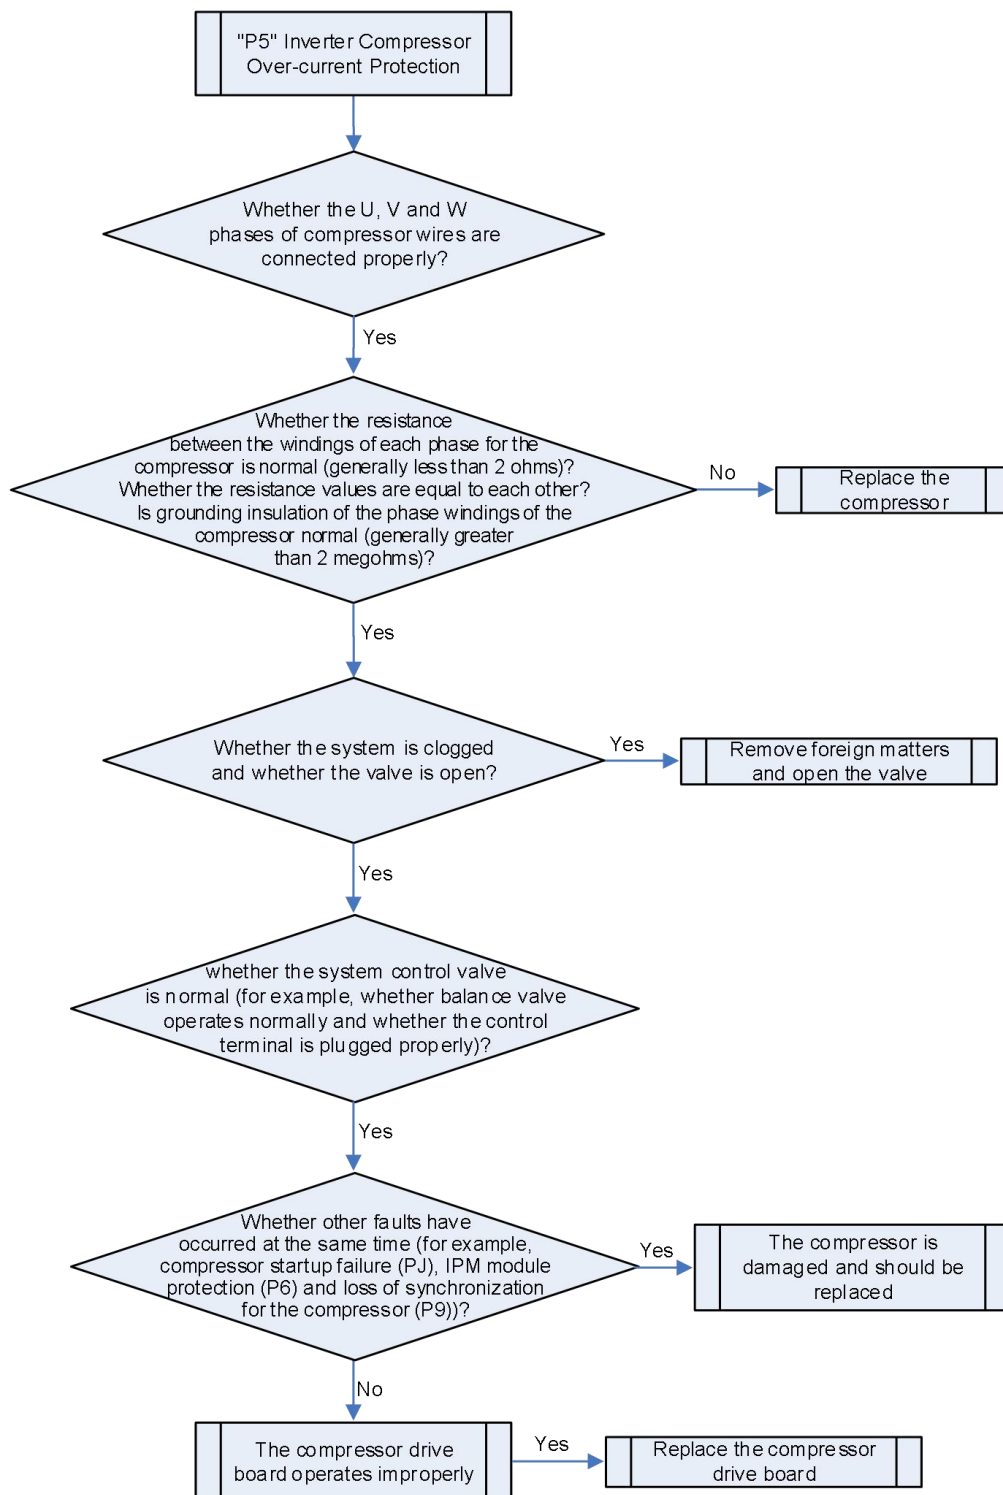 "P5" Inverter Compressor
Over-current Protection
Whether the U, V and W
phases of compressor wires are
connected properly?
Yes
Whether the resistance
between the windings of each phase for the
compressor is normal (generally less than 2 ohms)?
Whether the resistance values are equal to each other?
Is grounding insulation of the phase windings of the
compressor normal (generally greater
than 2 megohms)?
No
Replace the
compressor
Yes
Whether the system is clogged
and whether the valve is open?
Yes
Remove foreign matters
and open the valve
Yes
whether the system control valve
is normal (for example, whether balance valve
operates normally and whether the control
terminal is plugged properly)?
Yes
Whether other faults have
occurred at the same time (for example,
compressor startup failure (PJ), IPM module
protection (P6) and loss of synchronization
for the compressor (P9))?
Yes
The compressor is
damaged and should be
replaced
No
The compressor drive
board operates improperly
Yes
Replace the compressor
drive board